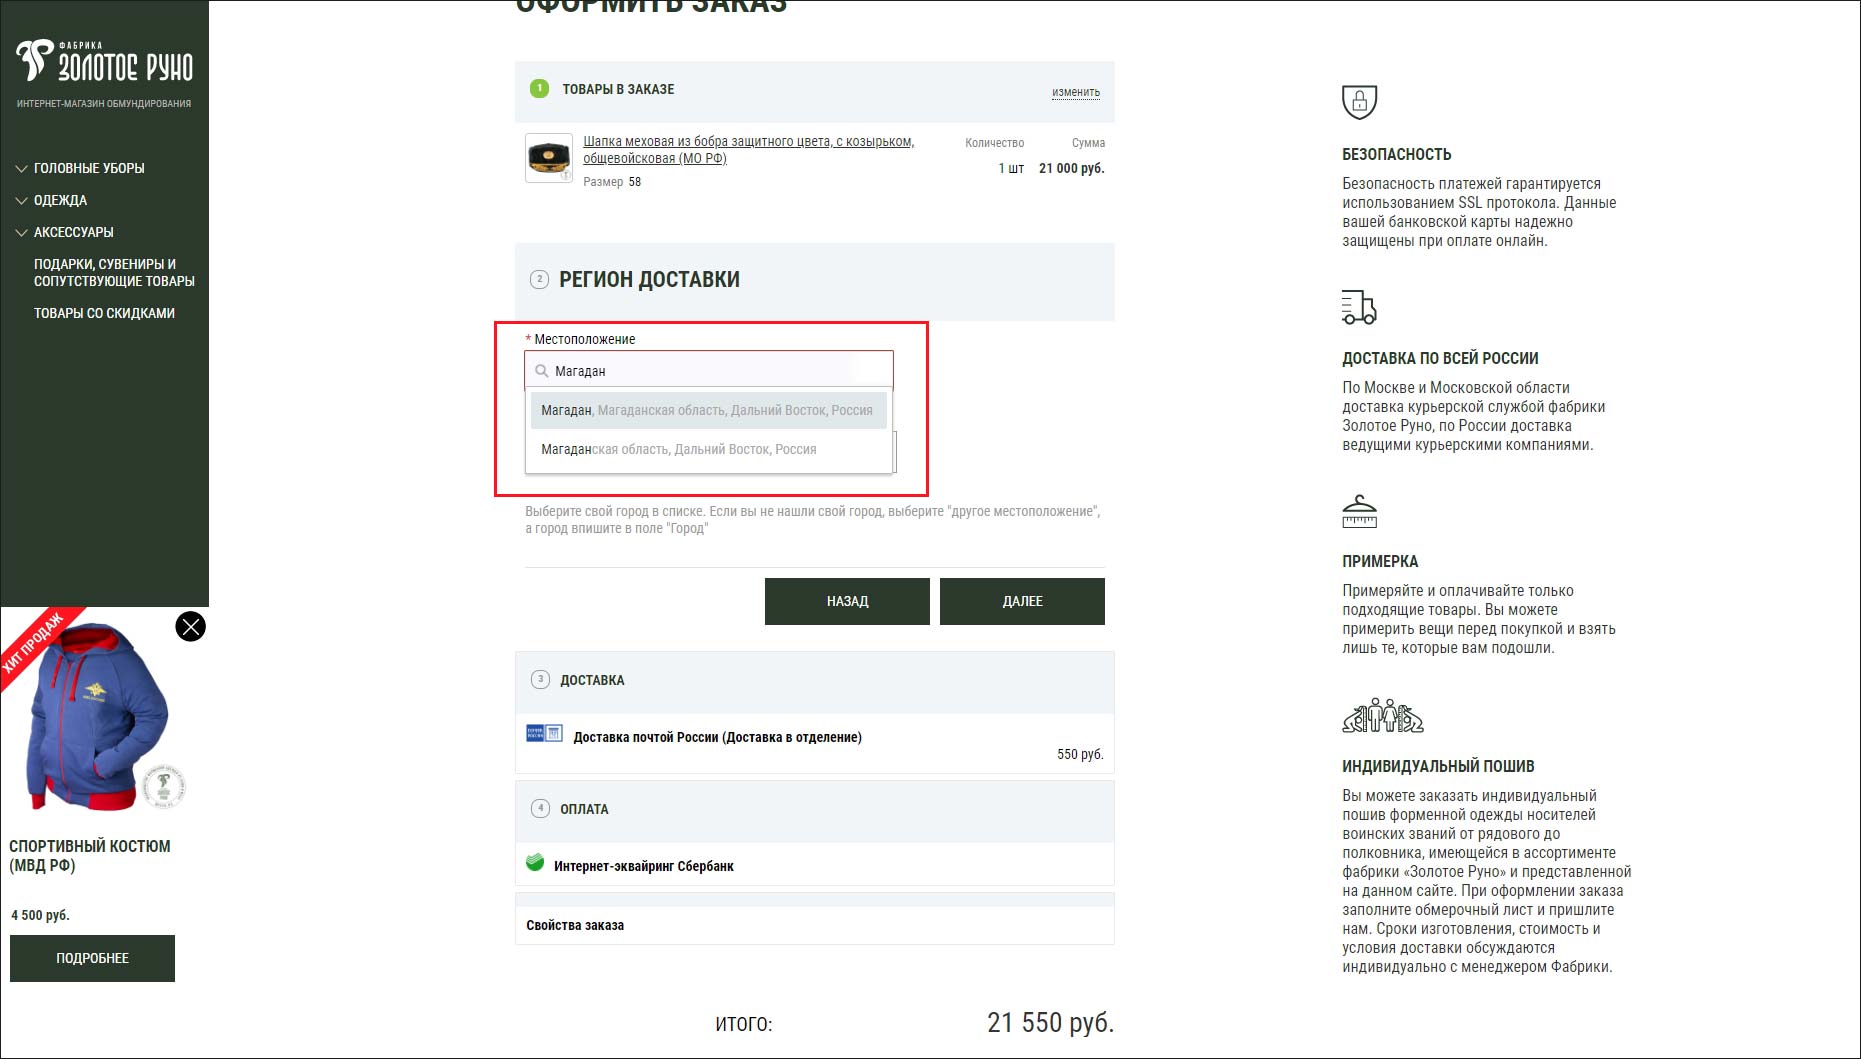 ОФОРМИТЬ ЗАКАЗ
ФАБРИКА
ЗОЛОТОЕ РУНО
ИНТЕРНЕТ-МАГАЗИН ОБМУНДИРОВАНИЯ
ГОЛОВНЫЕ УБОРЫ
ОДЕЖДА
АКСЕССУАРЫ
ПОДАРКИ, СУВЕНИРЫ И
СОПУТСТВУЮЩИЕ ТОВАРЫ
ТОВАРЫ СО СКИДКАМИ
ХИТ ПРОДАЖ
СПОРТИВНЫЙ КОСТЮМ
(МВД РФ)
4 500 руб.
ПОДРОБНЕЕ
1 ТОВАРЫ В ЗАКАЗЕ
изменить
Шапка меховая из бобра защитного цвета, с козырьком,
общевойсковая (МО РФ)
Размер 58
Количество Сумма
1 шт 21 000 руб.
2 РЕГИОН ДОСТАВКИ
* Местоположение
Магадан
Магадан, Магаданская область, Дальний Восток, Россия
Магаданская область, Дальний Восток, Россия
Выберите свой город в списке. Если вы не нашли свой город, выберите "другое местоположение",
а город впишите в поле "Город"
НАЗАД
ДАЛЕЕ
3 ДОСТАВКА
Доставка почтой России (Доставка в отделение)
550 руб.
4 ОПЛАТА
Интернет-эквайринг Сбербанк
Свойства заказа
ИТОГО: 21 550 руб.
БЕЗОПАСНОСТЬ
Безопасность платежей гарантируется
использованием SSL протокола. Данные
вашей банковской карты надежно
защищены при оплате онлайн.
ДОСТАВКА ПО ВСЕЙ РОССИИ
По Москве и Московской области
доставка курьерской службой фабрики
Золотое Руно, по России доставка
ведущими курьерскими компаниями.
ПРИМЕРКА
Примеряйте и оплачивайте только
подходящие товары. Вы можете
примерить вещи перед покупкой и взять
лишь те, которые вам подошли.
ИНДИВИДУАЛЬНЫЙ ПОШИВ
Вы можете заказать индивидуальный
пошив форменной одежды носителей
воинских званий от рядового до
полковника, имеющейся в ассортименте
фабрики «Золотое Руно» и представленной
на данном сайте. При оформлении заказа
заполните обмерочный лист и пришлите
нам. Сроки изготовления, стоимость и
условия доставки обсуждаются
индивидуально с менеджером Фабрики.